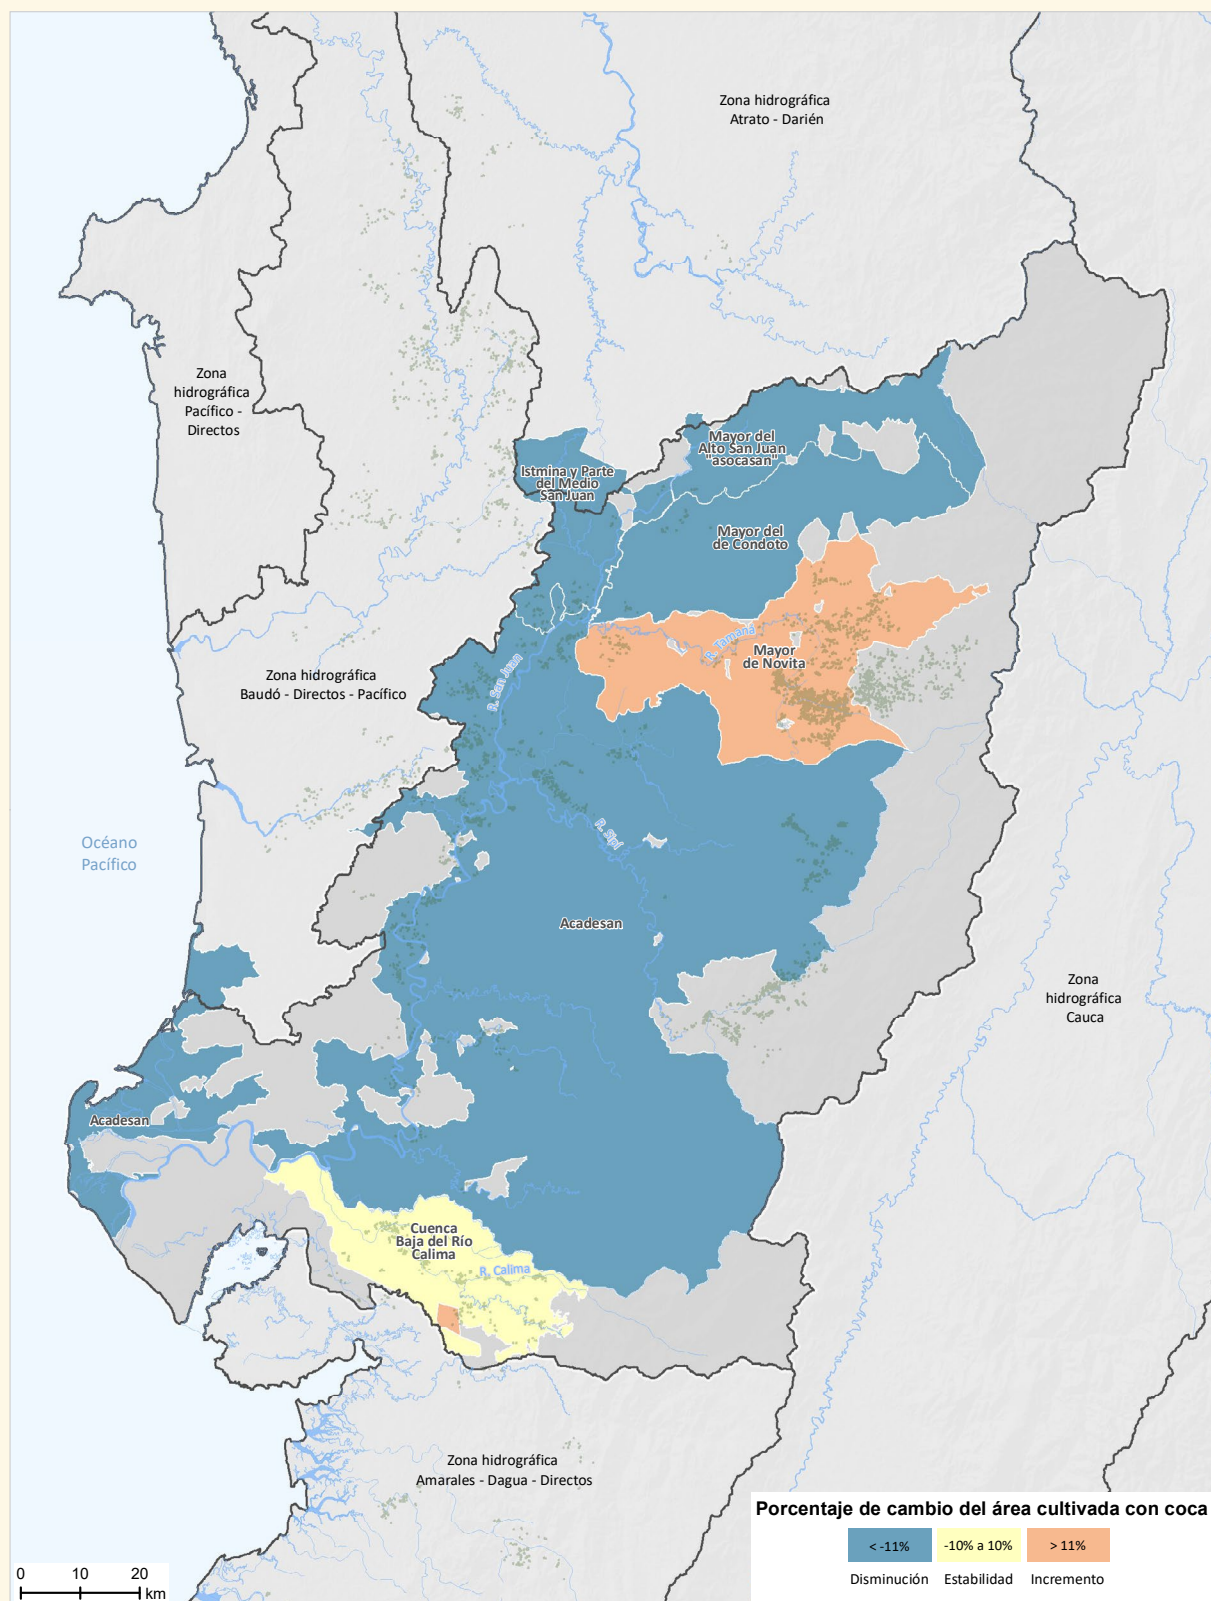 Zona hidrográfica
Atrato - Darién
Zona
hidrográfica
Pacífico -
Directos
Mayor del
Alto San Juan
"asocasan"
Istmina y Parte
del Medio
San Juan
Mayor del
de Condoto
R. Tamaná
Mayor
de Novita
Zona hidrográfica
Baudó - Directos - Pacífico
R. San Juan
R. Sipí
Océano
Pacífico
Acadesan
Zona
hidrográfica
Cauca
Acadesan
Cuenca
Baja del Río
Calima
R. Calima
Zona hidrográfica
Amarales - Dagua - Directos
Porcentaje de cambio del área cultivada con coca
< -11%
-10% a 10%
> 11%
Disminución
Estabilidad
Incremento
0 10 20
km